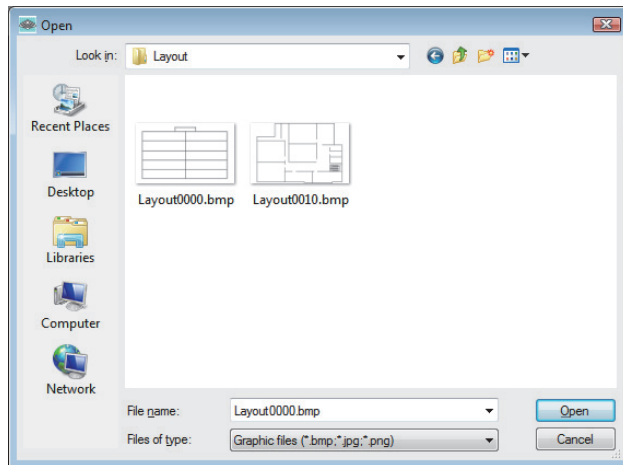 Open
Look in:
Layout
Recent Places
Desktop
Libraries
Computer
Network
Layout0000.bmp
Layout0010.bmp
File name:
Layout0000.bmp
Open
Files of type:
Graphic files (*.bmp;*.jpg;*.png)
Cancel